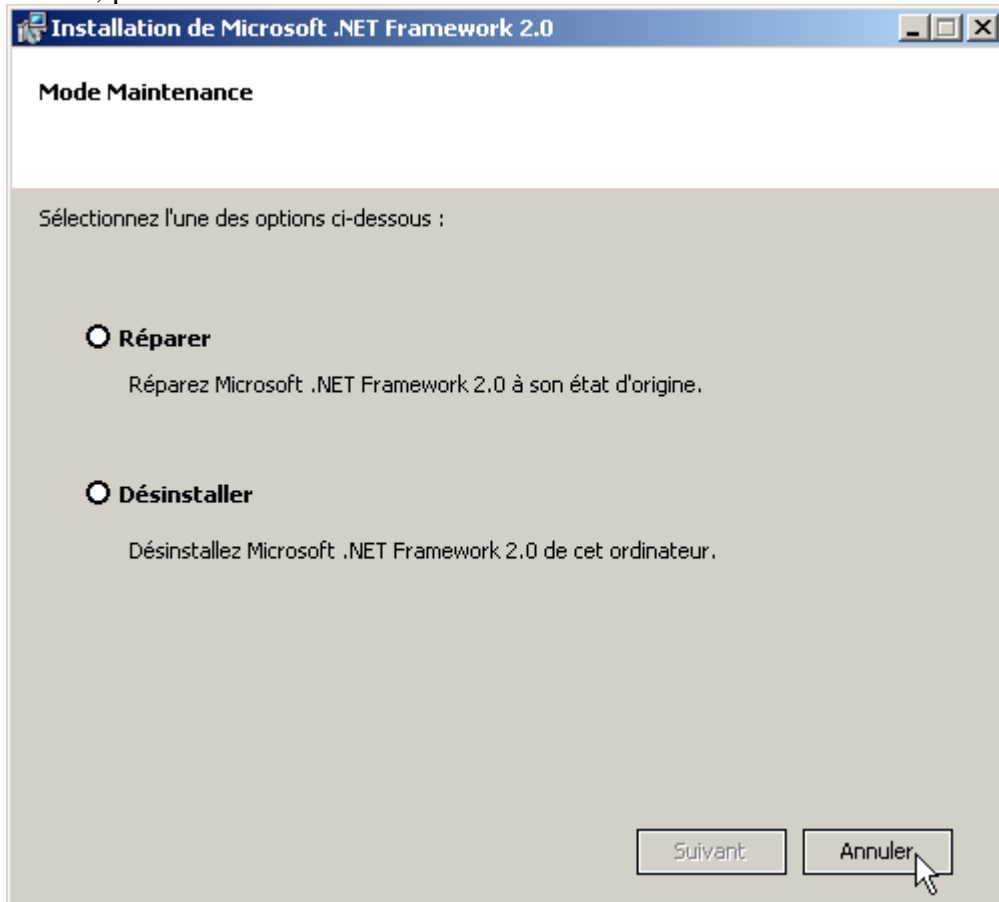 Installation de Microsoft .NET Framework 2.0
Mode Maintenance
Sélectionnez l'une des options ci-dessous :
Réparer
Réparez Microsoft .NET Framework 2.0 à son état d'origine.
Désinstaller
Désinstallez Microsoft .NET Framework 2.0 de cet ordinateur.
Suivant
Annuler